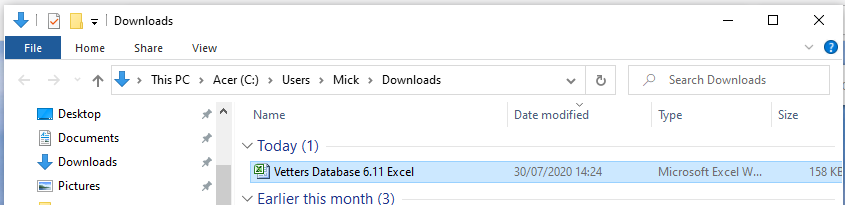 Downloads
File Home Share View
This PC > Acer (C:) > Users > Mick > Downloads Search Downloads
Desktop Name Date modified Type Size
Documents Today (1)
Downloads Vetters Database 6.11 Excel 30/07/2020 14:24 Microsoft Excel W... 158 KB
Pictures Earlier this month (3)